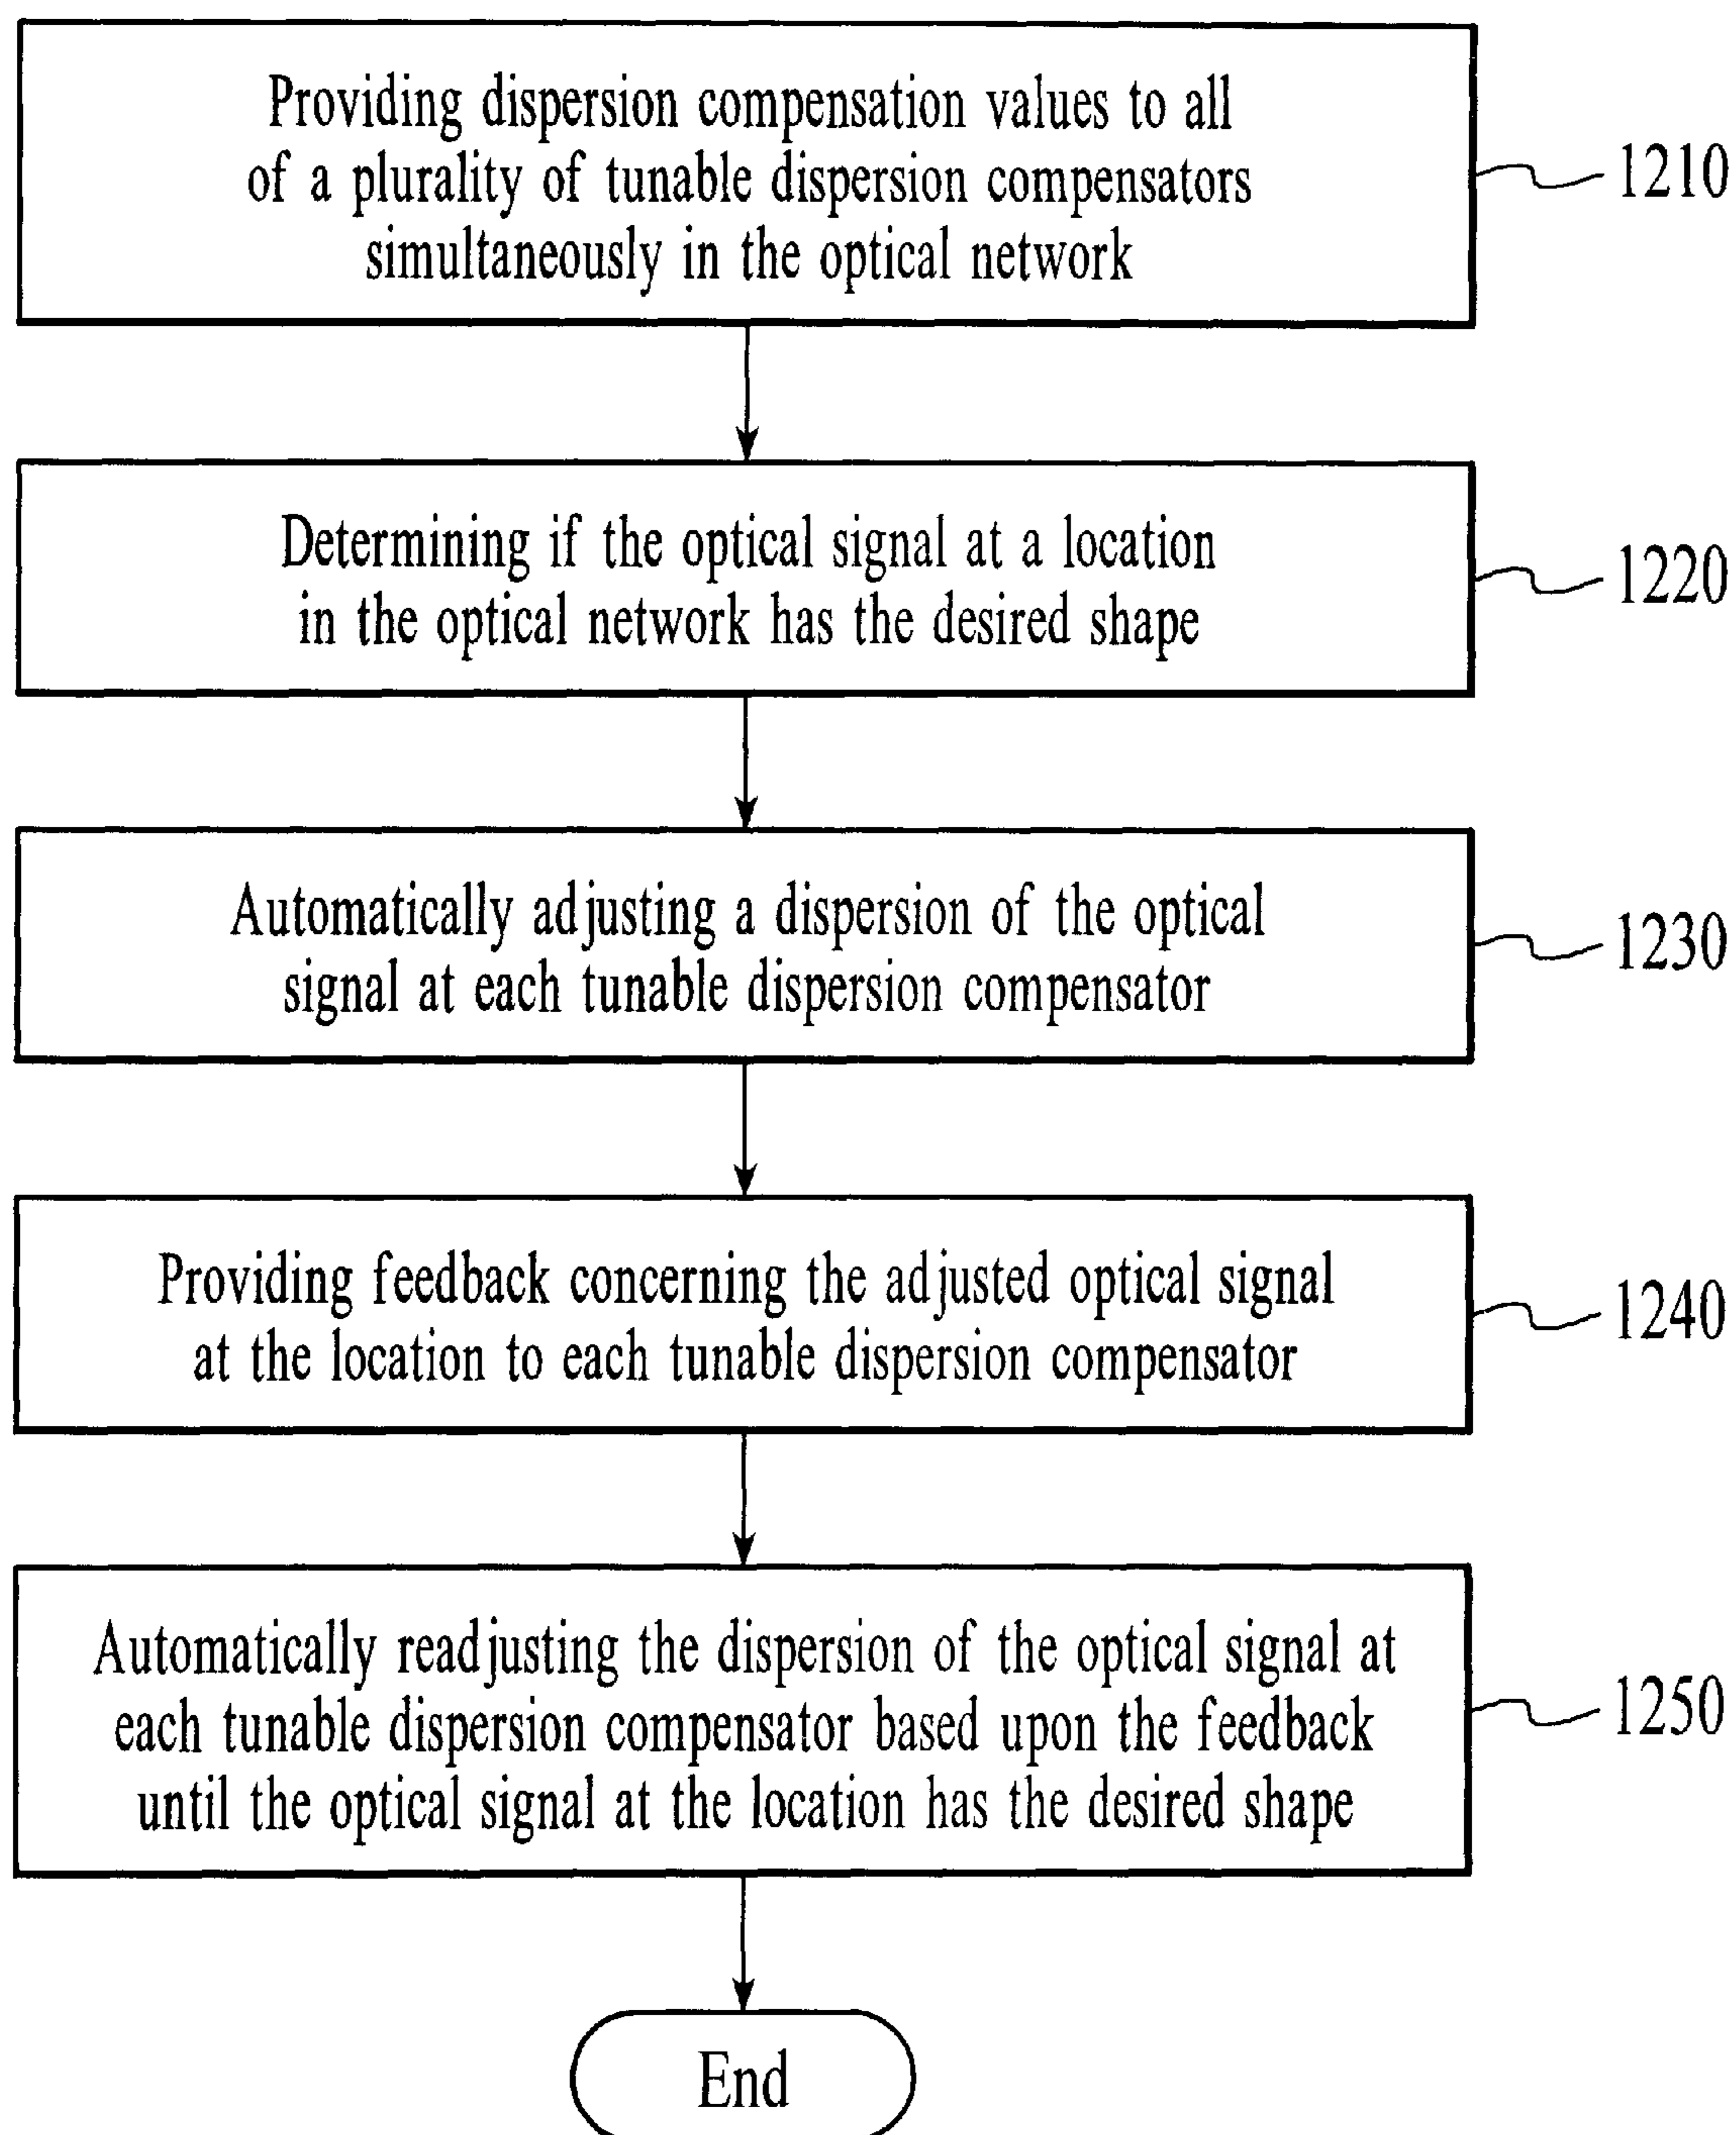 Providing dispersion compensation values to all
of a plurality of tunable dispersion compensators
simultaneously in the optical network
1210
Determining if the optical signal at a location
in the optical network has the desired shape
1220
Automatically adjusting a dispersion of the optical
signal at each tunable dispersion compensator
1230
Providing feedback concerning the adjusted optical signal
at the location to each tunable dispersion compensator
1240
Automatically readjusting the dispersion of the optical signal at
each tunable dispersion compensator based upon the feedback
until the optical signal at the location has the desired shape
1250
End